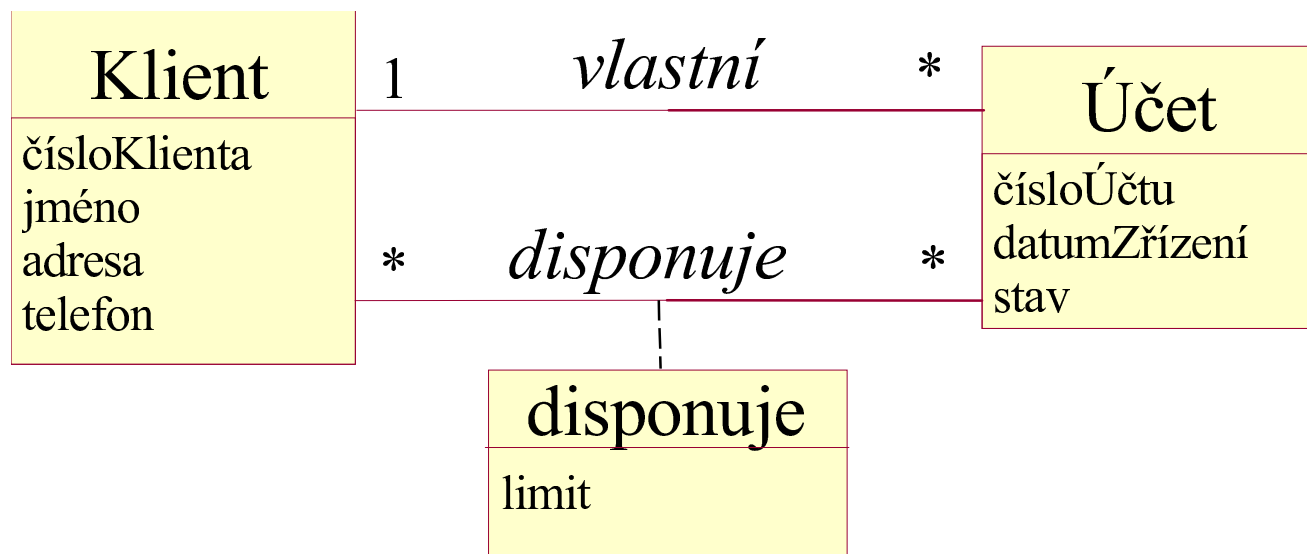 Klient
čísloKlienta
jméno
adresa
telefon
1 vlastní *
* disponuje *
Účet
čísloÚčtu
datumZřízení
stav
disponuje
limit